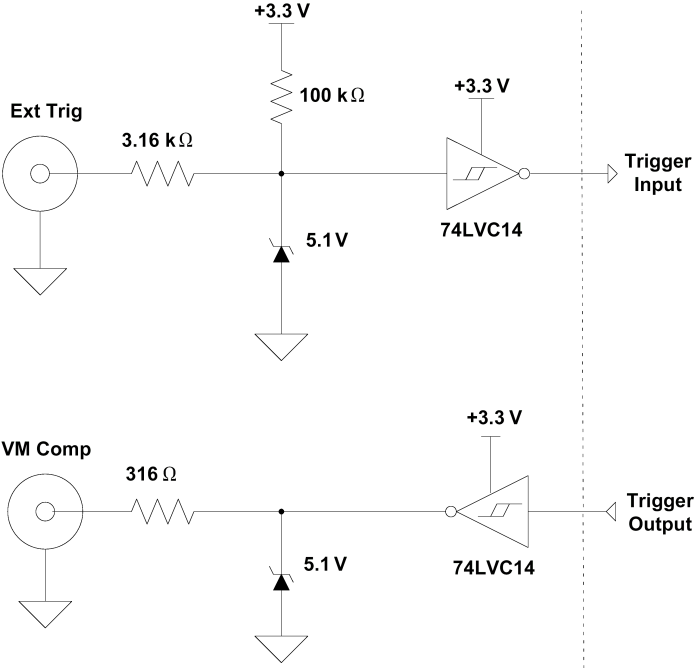 +3.3 V
100 kΩ
Ext Trig
3.16 kΩ
+3.3 V
Trigger
Input
74LVC14
5.1 V
+3.3 V
VM Comp
316 Ω
Trigger
Output
74LVC14
5.1 V